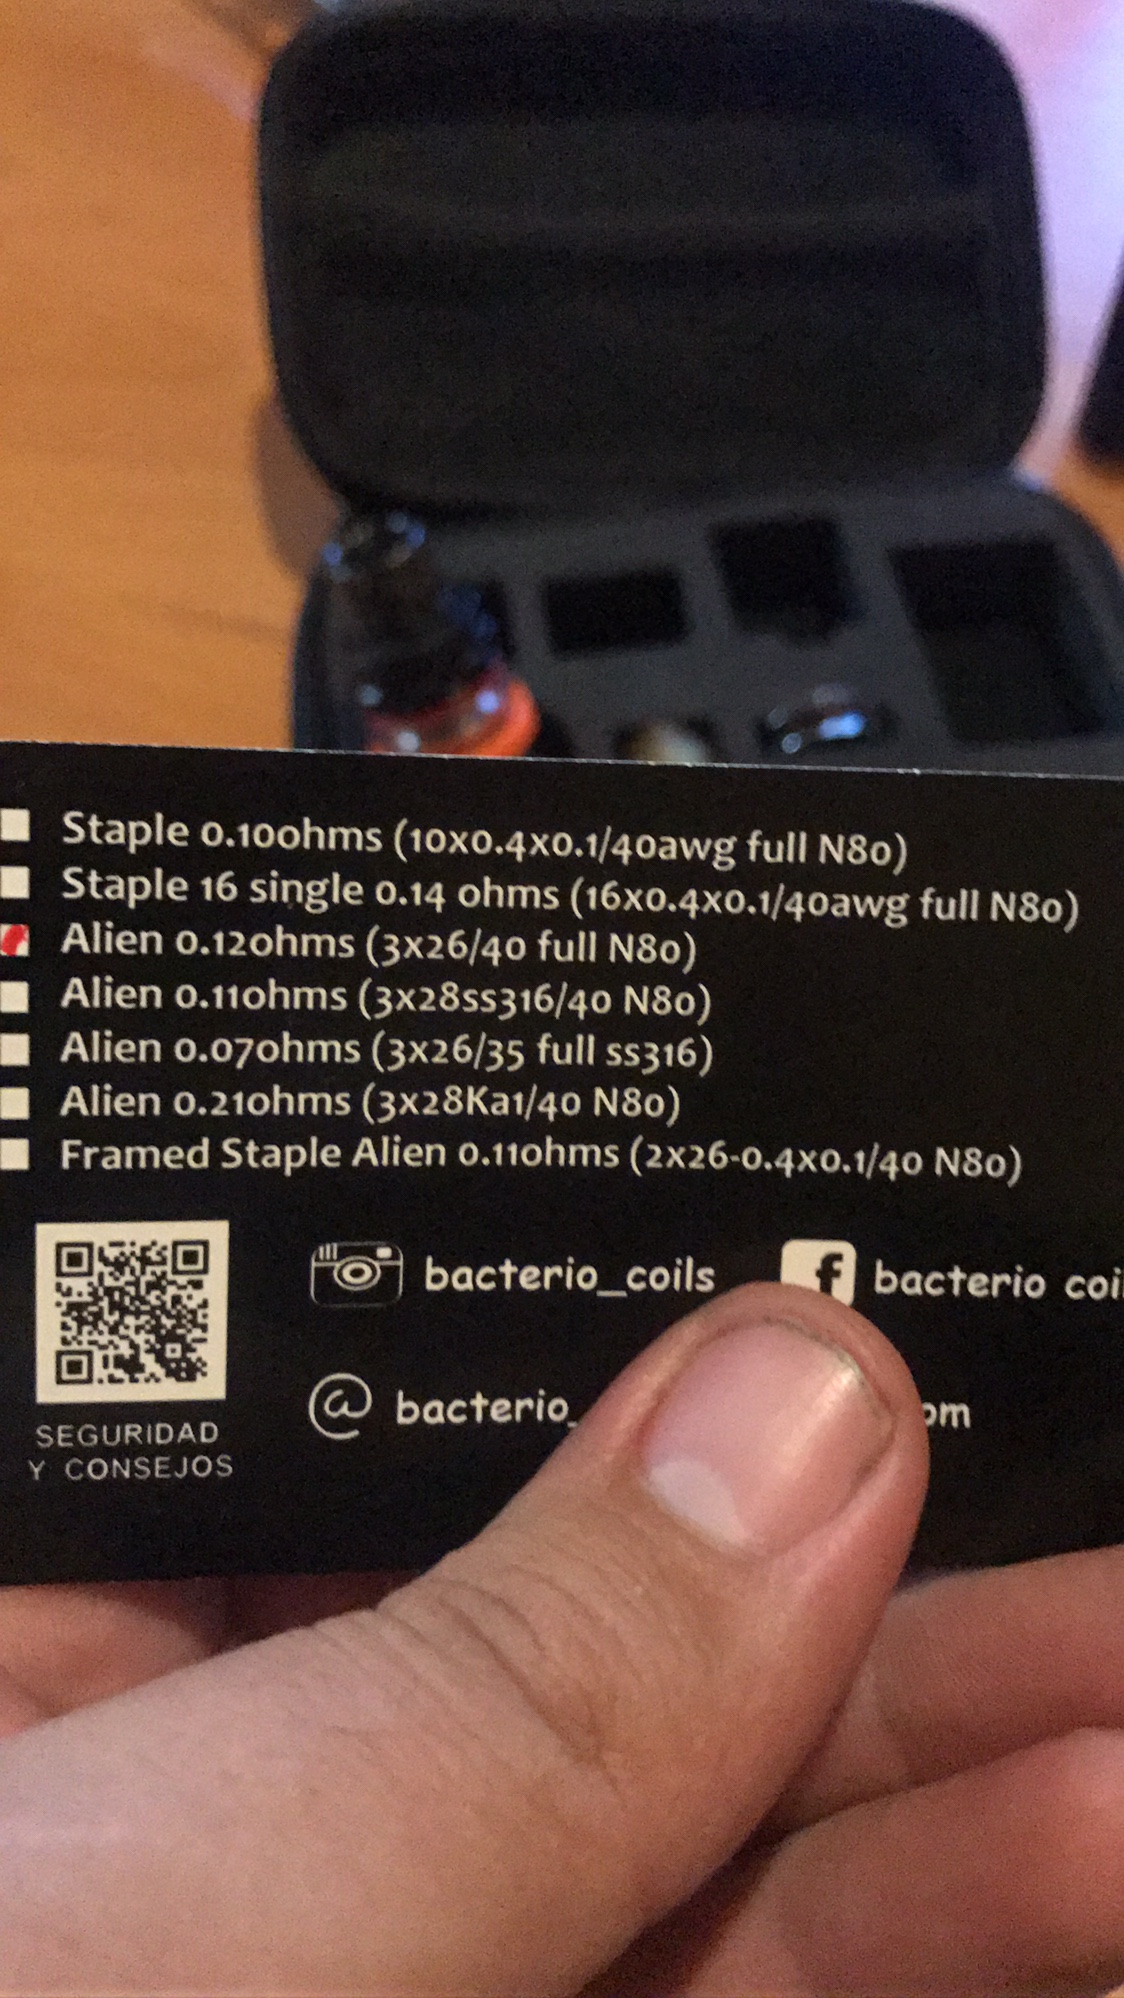 Staple 0.10ohms (10x0.4x0.1/40awg full N80)
Staple 16 single 0.14 ohms (16x0.4x0.1/40awg full N80)
Alien 0.12ohms (3x26/40 full N80)
Alien 0.11ohms (3x28ss316/40 N80)
Alien 0.07ohms (3x26/35 full ss316)
Alien 0.21ohms (3x28Ka1/40 N80)
Framed Staple Alien 0.11ohms (2x26-0.4x0.1/40 N80)
bacterio_coils
f bacterio
@ bacterio_
SEGURIDAD
Y CONSEJOS